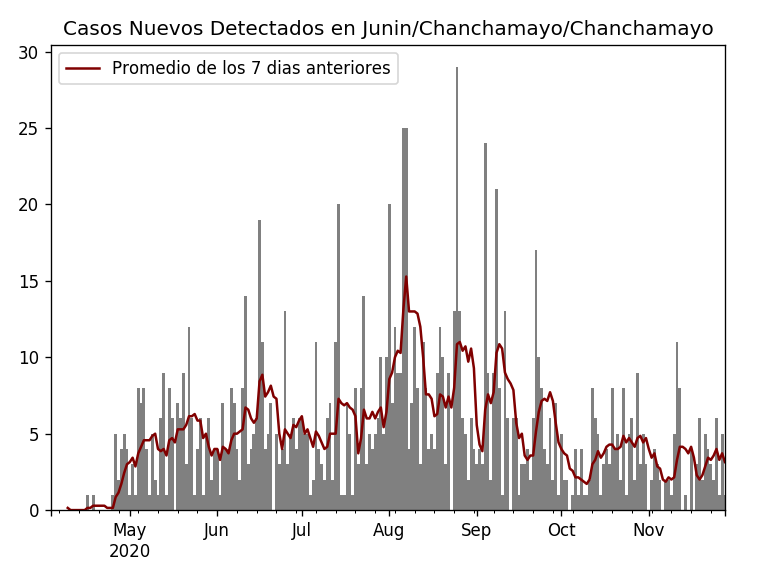 Casos Nuevos Detectados en Junin/Chanchamayo/Chanchamayo
Promedio de los 7 dias anteriores
30
25
20
15
10
5
0
May Jun Jul Aug Sep Oct Nov
2020